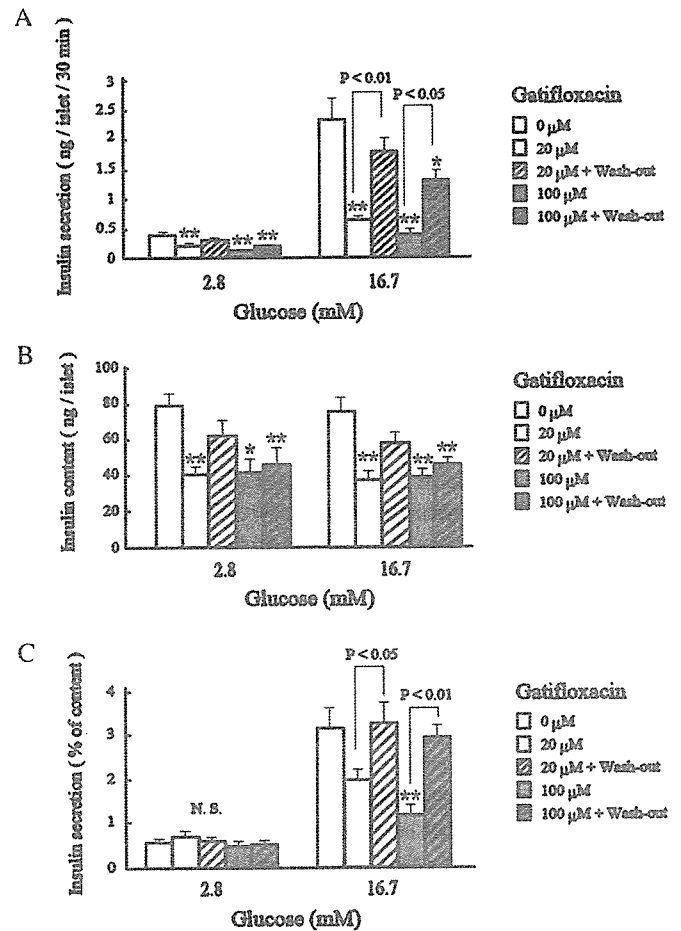 A
Insulin secretion ( ng / islet / 30 min )
3
2.5
2
1.5
1
0.5
0
P < 0.01
P < 0.05
**
**
**
**
**
*
2.8
16.7
Glucose (mM)
Gatifloxacin
0 μM
20 μM
20 μM + Wash-out
100 μM
100 μM + Wash-out
B
Insulin content ( ng / islet )
100
80
60
40
20
0
**
*
**
**
**
**
2.8
16.7
Glucose (mM)
Gatifloxacin
0 μM
20 μM
20 μM + Wash-out
100 μM
100 μM + Wash-out
C
Insulin secretion ( % of content )
4
3
2
1
0
N. S.
P < 0.05
P < 0.01
**
2.8
16.7
Glucose (mM)
Gatifloxacin
0 μM
20 μM
20 μM + Wash-out
100 μM
100 μM + Wash-out